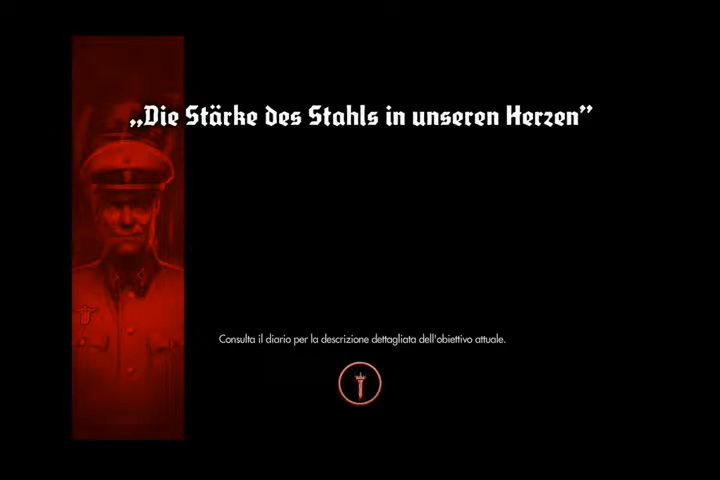 „Die Stärke des Stahls in unseren Herzen”
Consulta il diario per la descrizione dettagliata dell'obiettivo attuale.